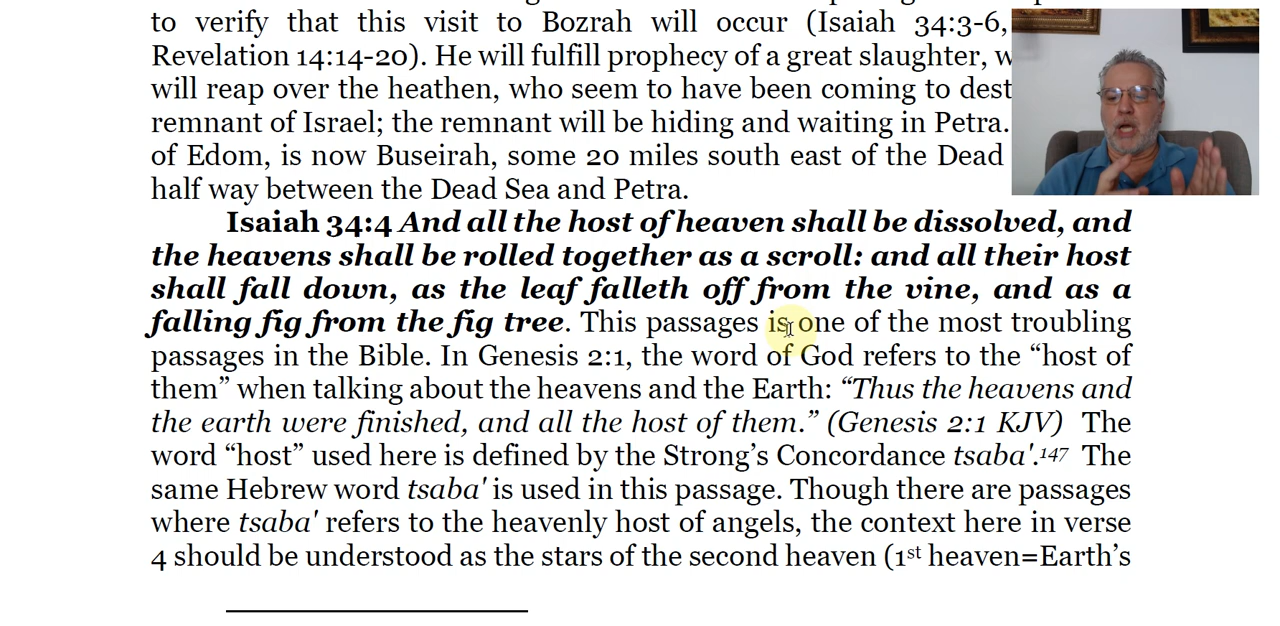 to verify that this visit to Bozrah will occur (Isaiah 34:3-6,
Revelation 14:14-20). He will fulfill prophecy of a great slaughter,
will reap over the heathen, who seem to have been coming to
remnant of Israel; the remnant will be hiding and waiting in Petra.
of Edom, is now Buseirah, some 20 miles south east of the Dead
half way between the Dead Sea and Petra.
Isaiah 34:4 And all the host of heaven shall be dissolved, and
the heavens shall be rolled together as a scroll: and all their host
shall fall down, as the leaf falleth off from the vine, and as a
falling fig from the fig tree. This passages is one of the most troubling
passages in the Bible. In Genesis 2:1, the word of God refers to the “host of
them” when talking about the heavens and the Earth: “Thus the heavens and
the earth were finished, and all the host of them.” (Genesis 2:1 KJV) The
word “host” used here is defined by the Strong’s Concordance tsaba'.147 The
same Hebrew word tsaba' is used in this passage. Though there are passages
where tsaba' refers to the heavenly host of angels, the context here in verse
4 should be understood as the stars of the second heaven (1st heaven=Earth’s